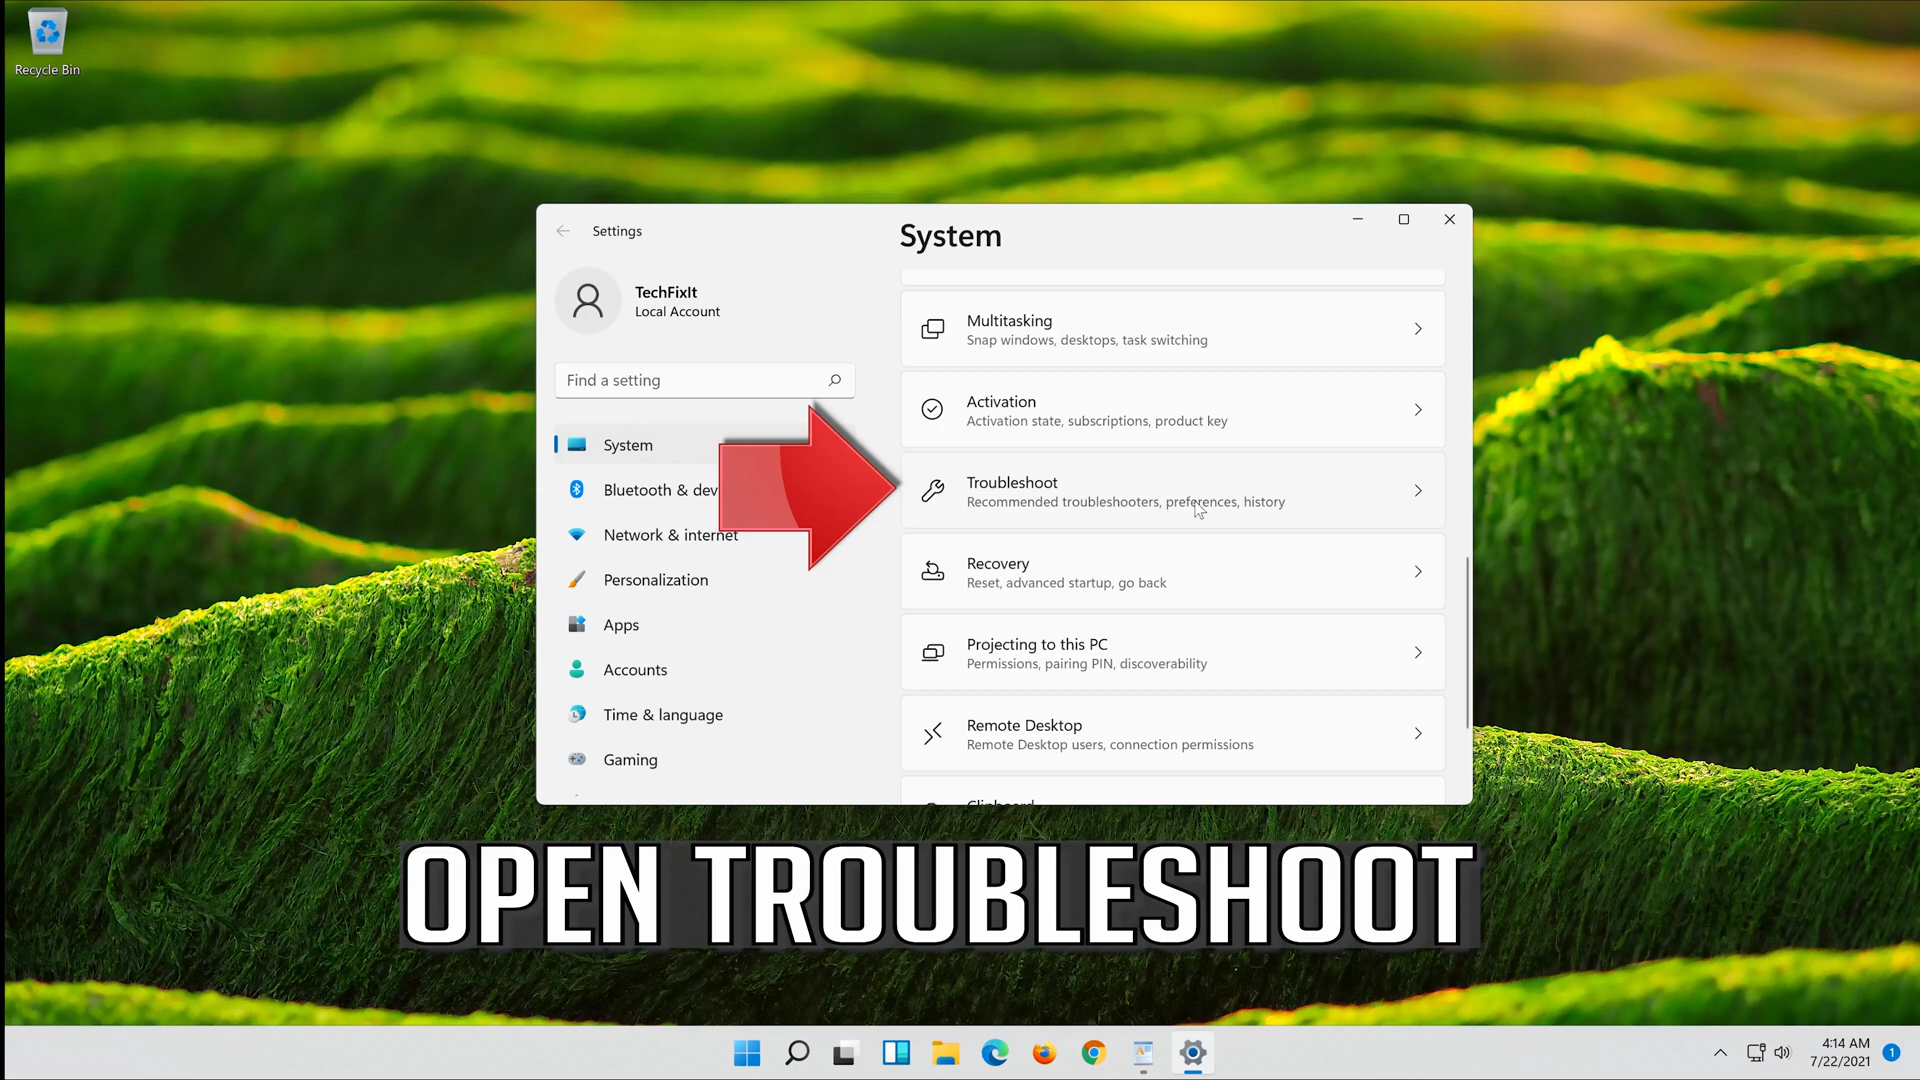 Recycle Bin
Settings
System
TechFixIt
Local Account
Find a setting
System
Bluetooth & dev
Network & internet
Personalization
Apps
Accounts
Time & language
Gaming
Multitasking
Snap windows, desktops, task switching
Activation
Activation state, subscriptions, product key
Troubleshoot
Recommended troubleshooters, preferences, history
Recovery
Reset, advanced startup, go back
Projecting to this PC
Permissions, pairing PIN, discoverability
Remote Desktop
Remote Desktop users, connection permissions
Clipboard
OPEN TROUBLESHOOT
4:14 AM
7/22/2021
1